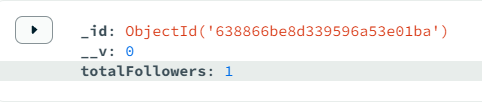 _id: ObjectId('638866be8d339596a53e01ba')
__v: 0
totalFollowers: 1